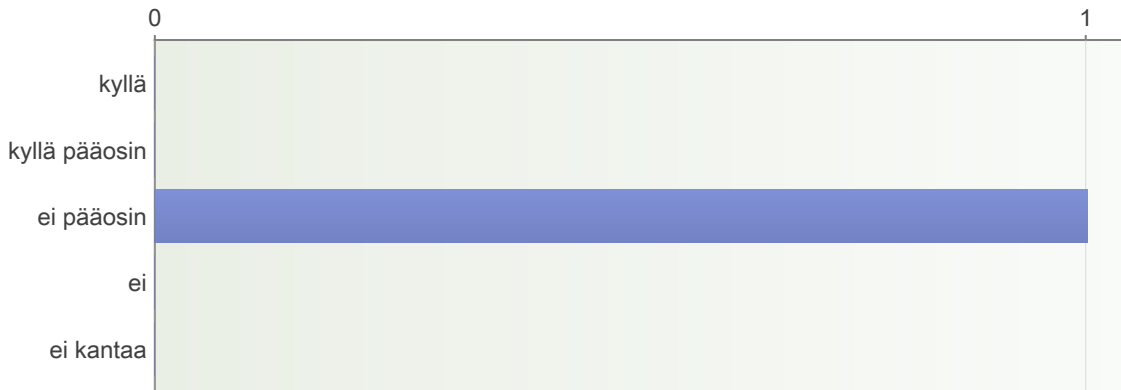 0 1
kyllä
kyllä pääosin
ei pääosin
ei
ei kantaa